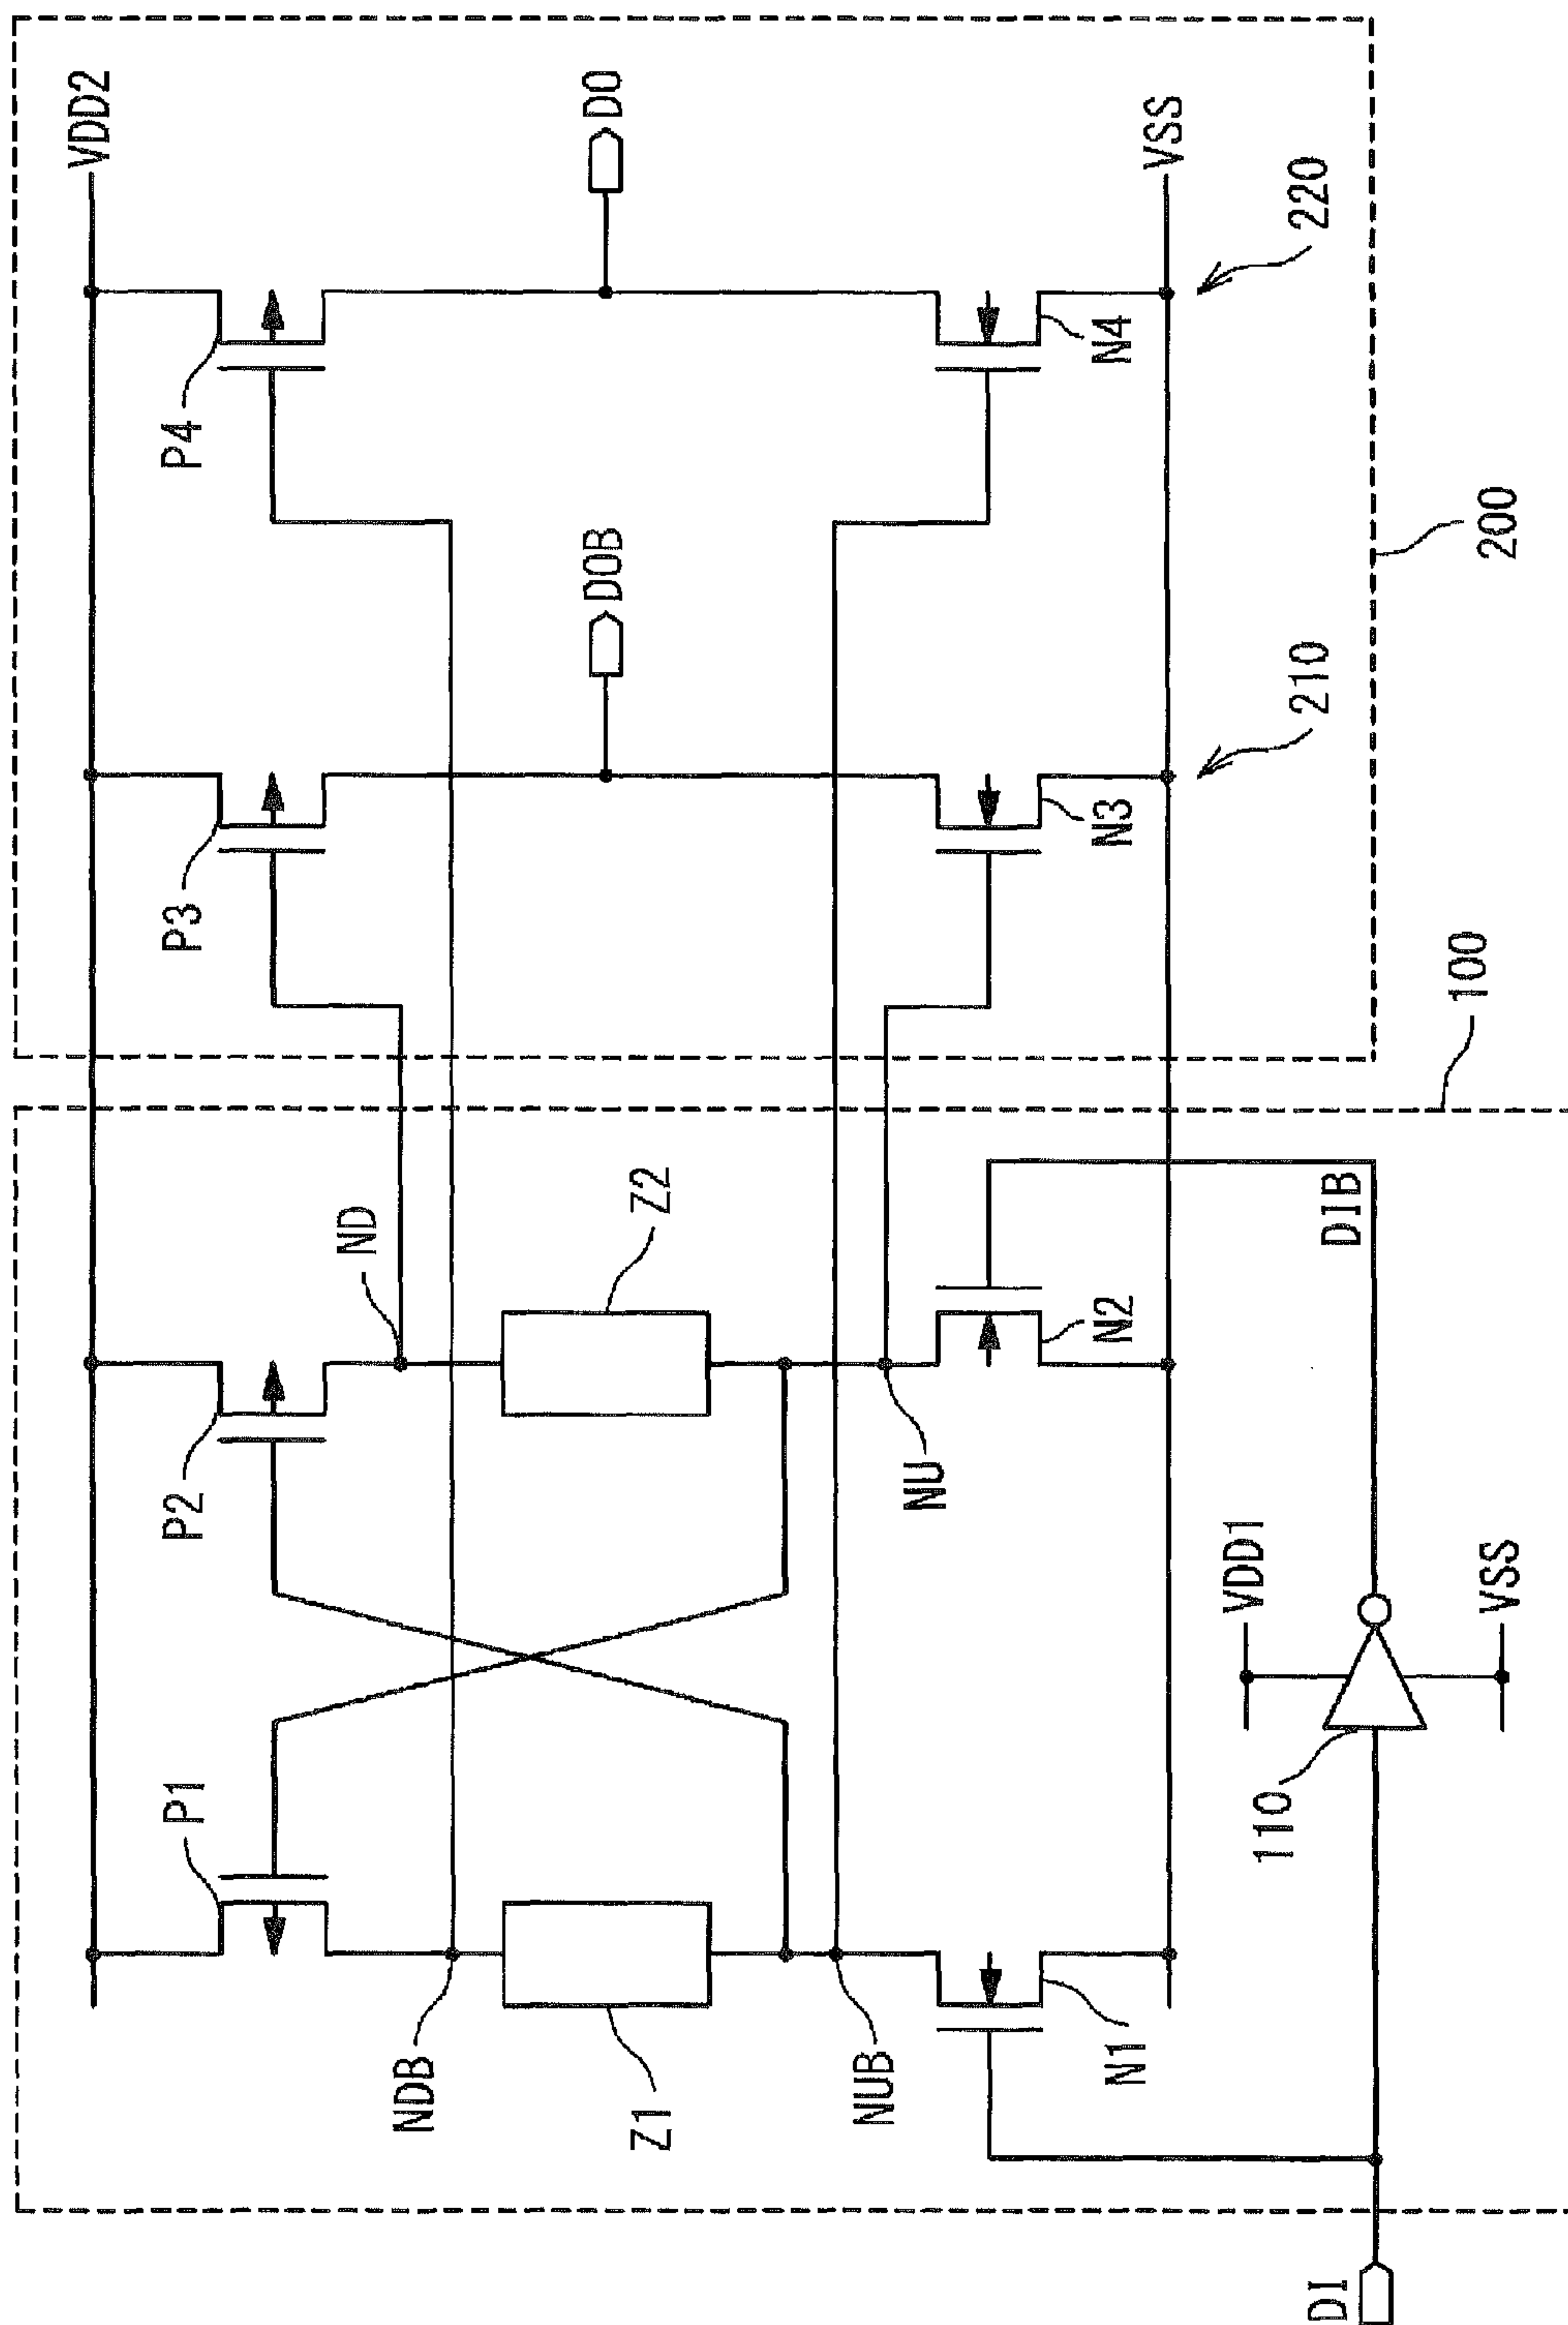 VDD2
P1
P2
P3
P4
ND
NDB
Z1
Z2
DOB
DO
NUB
NU
N1
N2
N3
N4
VSS
210
220
DI
110
VDD1
VSS
DIB
100
200